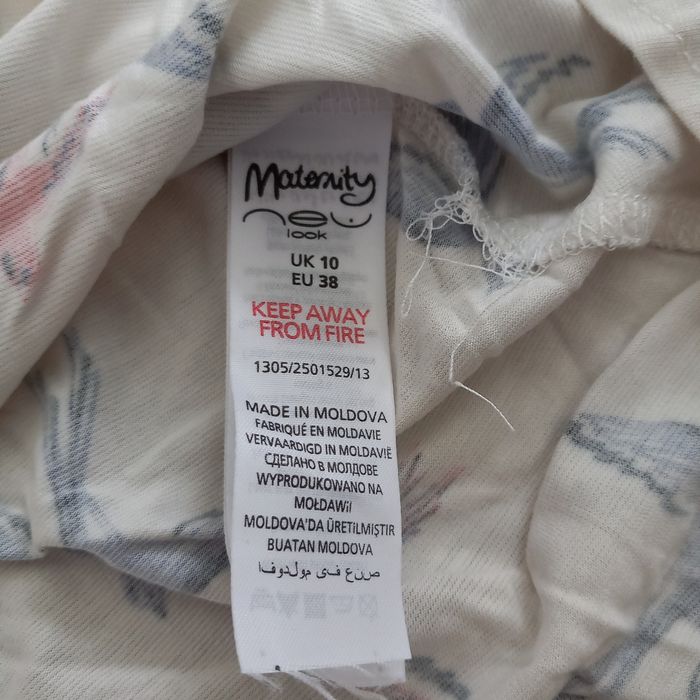 Maternity
new
look
UK 10
EU 38
KEEP AWAY
FROM FIRE
1305/2501529/13
MADE IN MOLDOVA
FABRIQUÉ EN MOLDAVIE
VERVAARDIGD IN MOLDAVIË
СДЕЛАНО В МОЛДОВЕ
WYPRODUKOWANO NA
MOŁDAWiI
MOLDOVA'DA ÜRETiLMiŞTiR
BUATAN MOLDOVA
صنع في مولدوفا